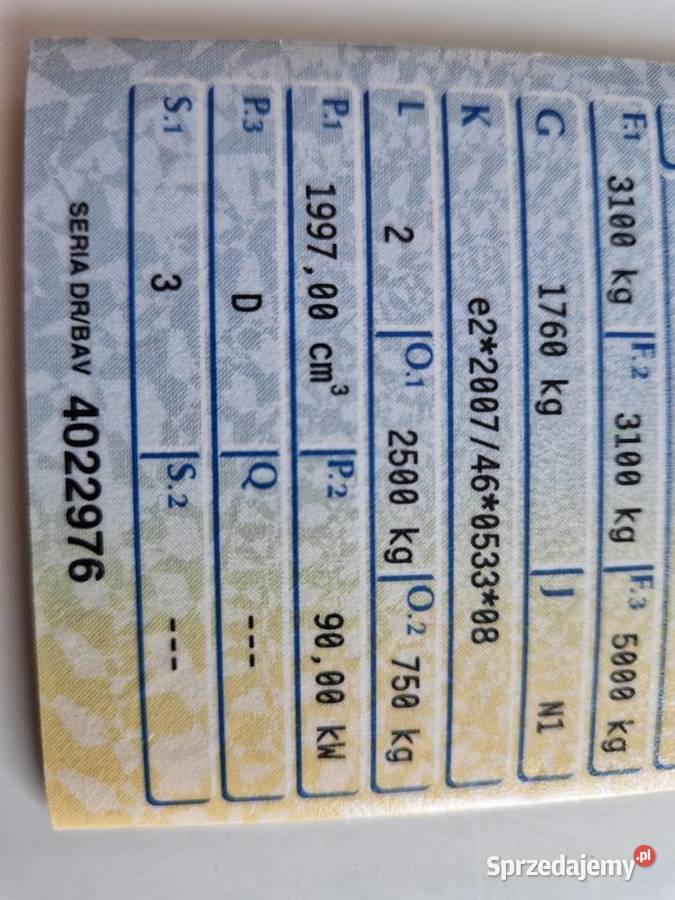 F.1 3100 kg F.2 3100 kg F.3 5000 kg
G 1760 kg J N1
K e2*2007/46*0533*08
L 2 O.1 2500 kg O.2 750 kg
P.1 1997,00 cm³ P.2 90,00 kW
P.3 D Q ---
S.1 3 S.2 ---
SERIA DR/BAV 4022976
Sprzedajemy.pl